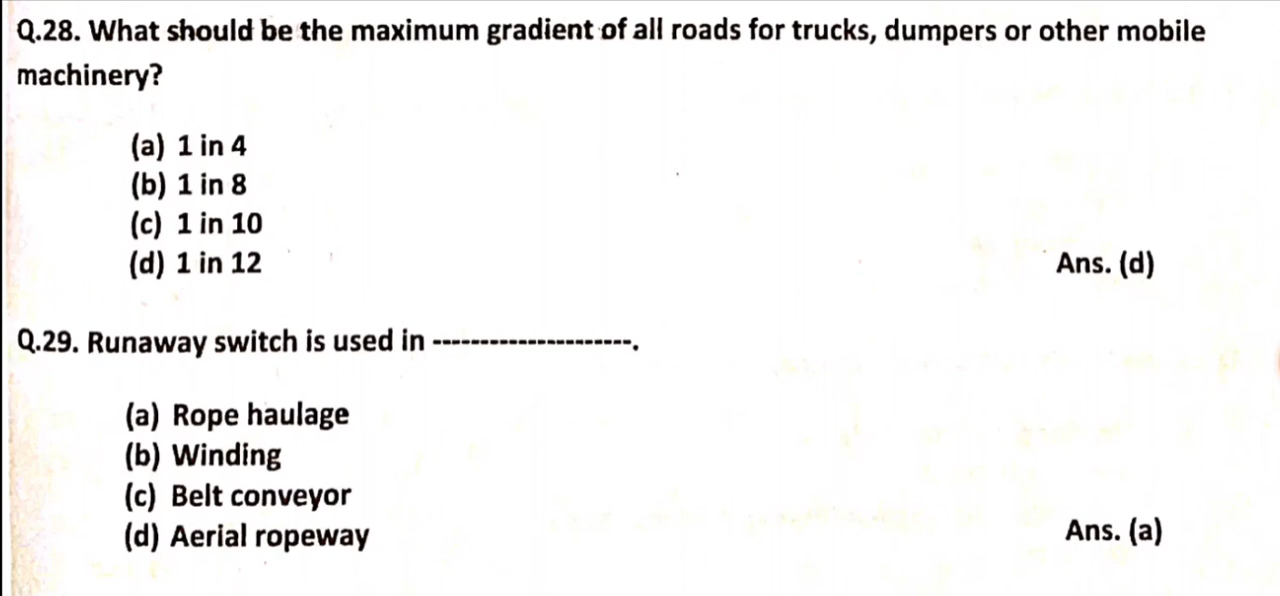 Q.28. What should be the maximum gradient of all roads for trucks, dumpers or other mobile
machinery?
(a) 1 in 4
(b) 1 in 8
(c) 1 in 10
(d) 1 in 12 Ans. (d)
Q.29. Runaway switch is used in ---------------------.
(a) Rope haulage
(b) Winding
(c) Belt conveyor
(d) Aerial ropeway Ans. (a)